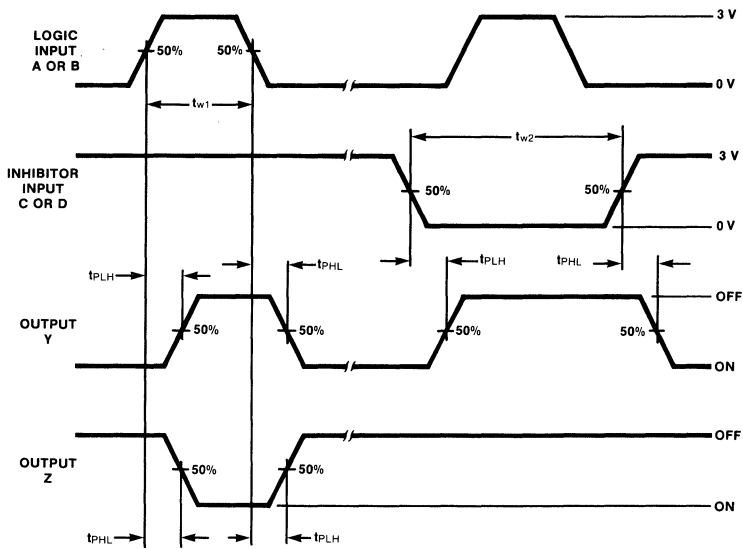 3 V
LOGIC
INPUT
A OR B
50%
50%
0 V
tw1
tw2
3 V
INHIBITOR
INPUT
C OR D
50%
50%
0 V
tPLH
tPHL
tPLH
tPHL
OFF
OUTPUT
Y
50%
50%
50%
50%
ON
OFF
OUTPUT
Z
50%
50%
ON
tPHL
tPLH